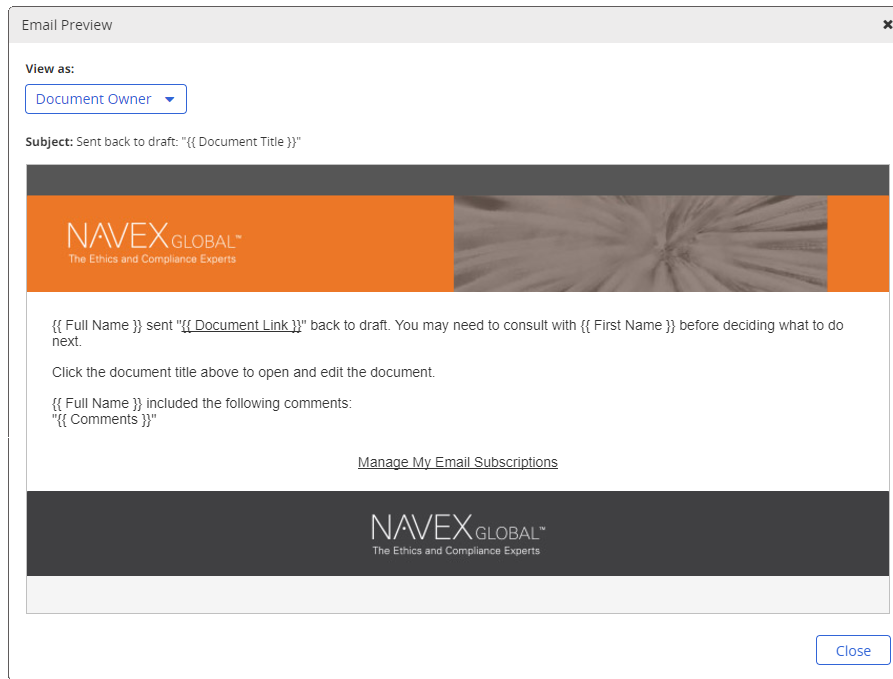 Email Preview
View as:
Document Owner
Subject: Sent back to draft: "{{ Document Title }}"
NAVEX GLOBAL™
The Ethics and Compliance Experts
{{ Full Name }} sent "{{ Document Link }}" back to draft. You may need to consult with {{ First Name }} before deciding what to do
next.
Click the document title above to open and edit the document.
{{ Full Name }} included the following comments:
"{{ Comments }}"
Manage My Email Subscriptions
NAVEX GLOBAL™
The Ethics and Compliance Experts
Close